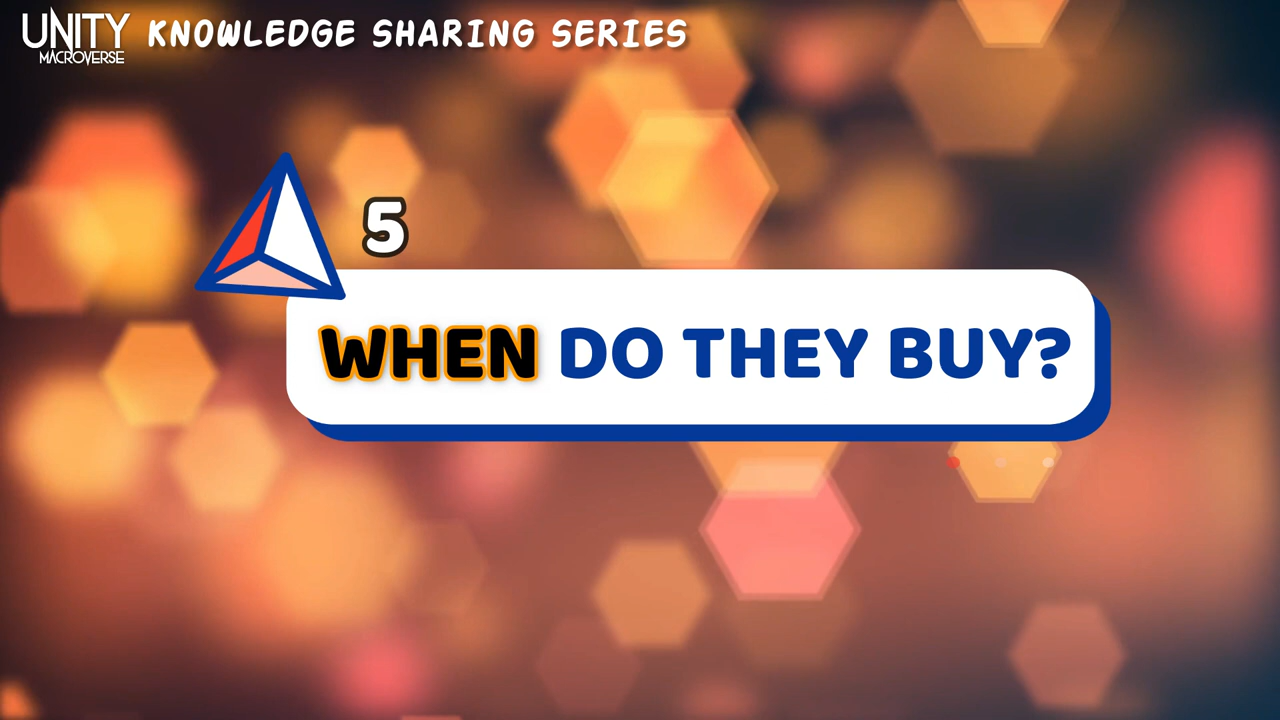 UNITY
MACROVERSE
KNOWLEDGE SHARING SERIES
5
WHEN DO THEY BUY?